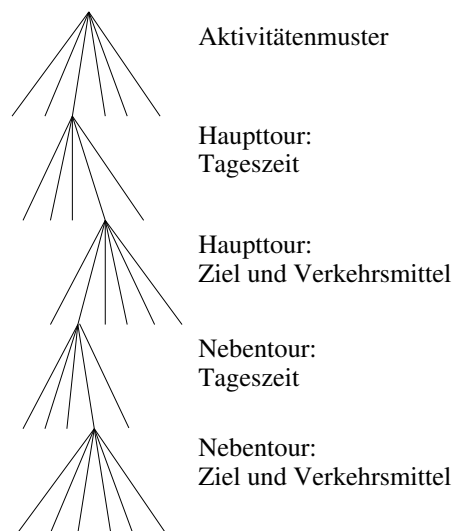 Aktivitätenmuster
Haupttour:
Tageszeit
Haupttour:
Ziel und Verkehrsmittel
Nebentour:
Tageszeit
Nebentour:
Ziel und Verkehrsmittel